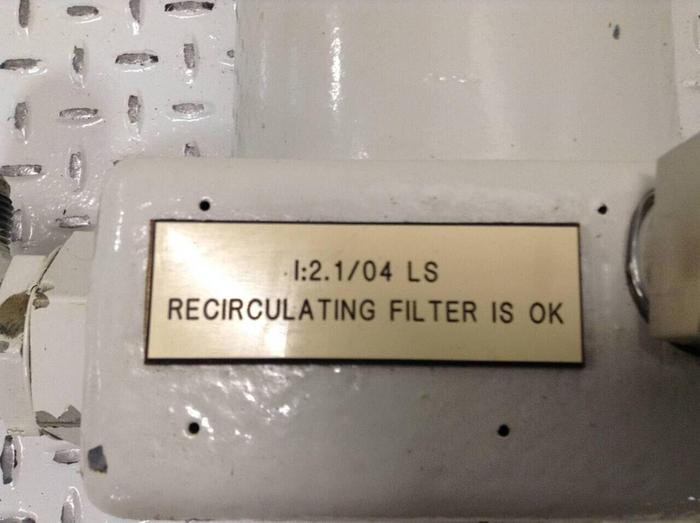 I:2.1/04 LS
RECIRCULATING FILTER IS OK